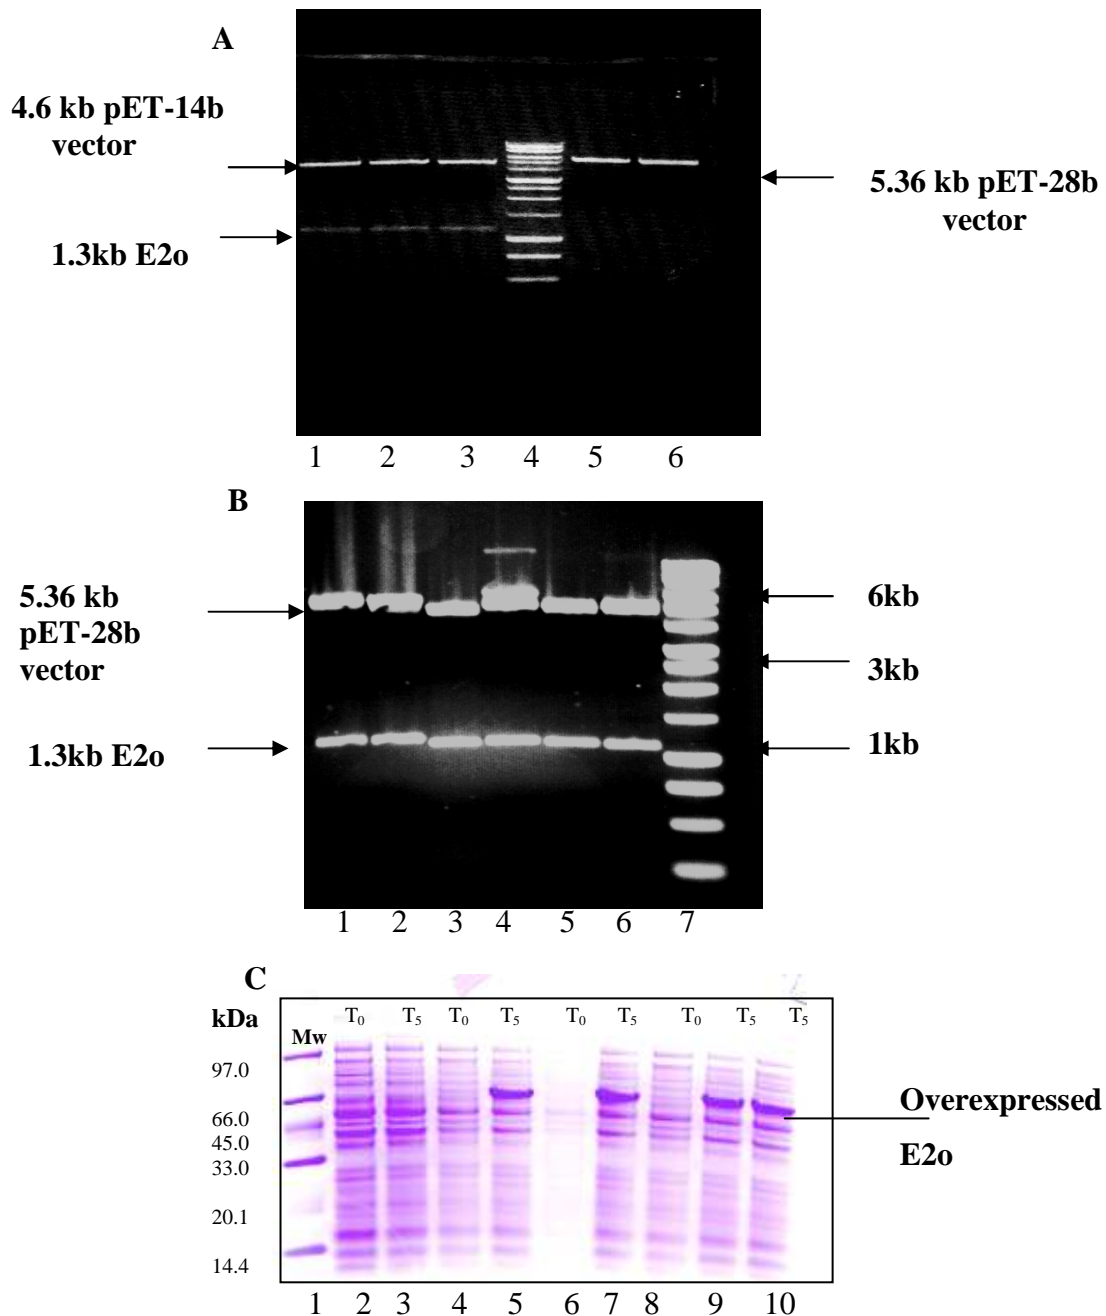 A
4.6 kb pET-14b
vector
1.3kb E2o
5.36 kb pET-28b
vector
1 2 3 4 5 6
B
5.36 kb
pET-28b
vector
1.3kb E2o
6kb
3kb
1kb
1 2 3 4 5 6 7
C
kDa
Mw
T₀ T₅ T₀ T₅ T₀ T₅ T₀ T₅ T₅
97.0
66.0
45.0
33.0
20.1
14.4
Overexpressed
E2o
1 2 3 4 5 6 7 8 9 10